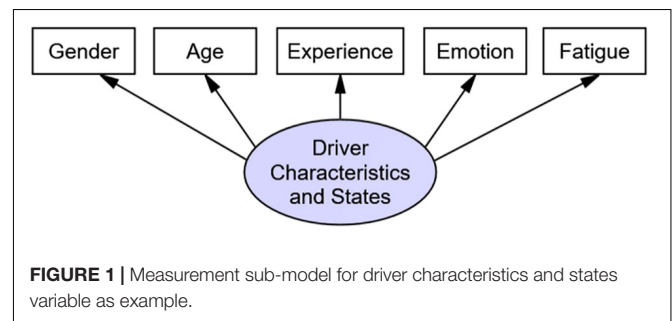 Gender Age Experience Emotion Fatigue
Driver
Characteristics
and States
FIGURE 1 | Measurement sub-model for driver characteristics and states
variable as example.